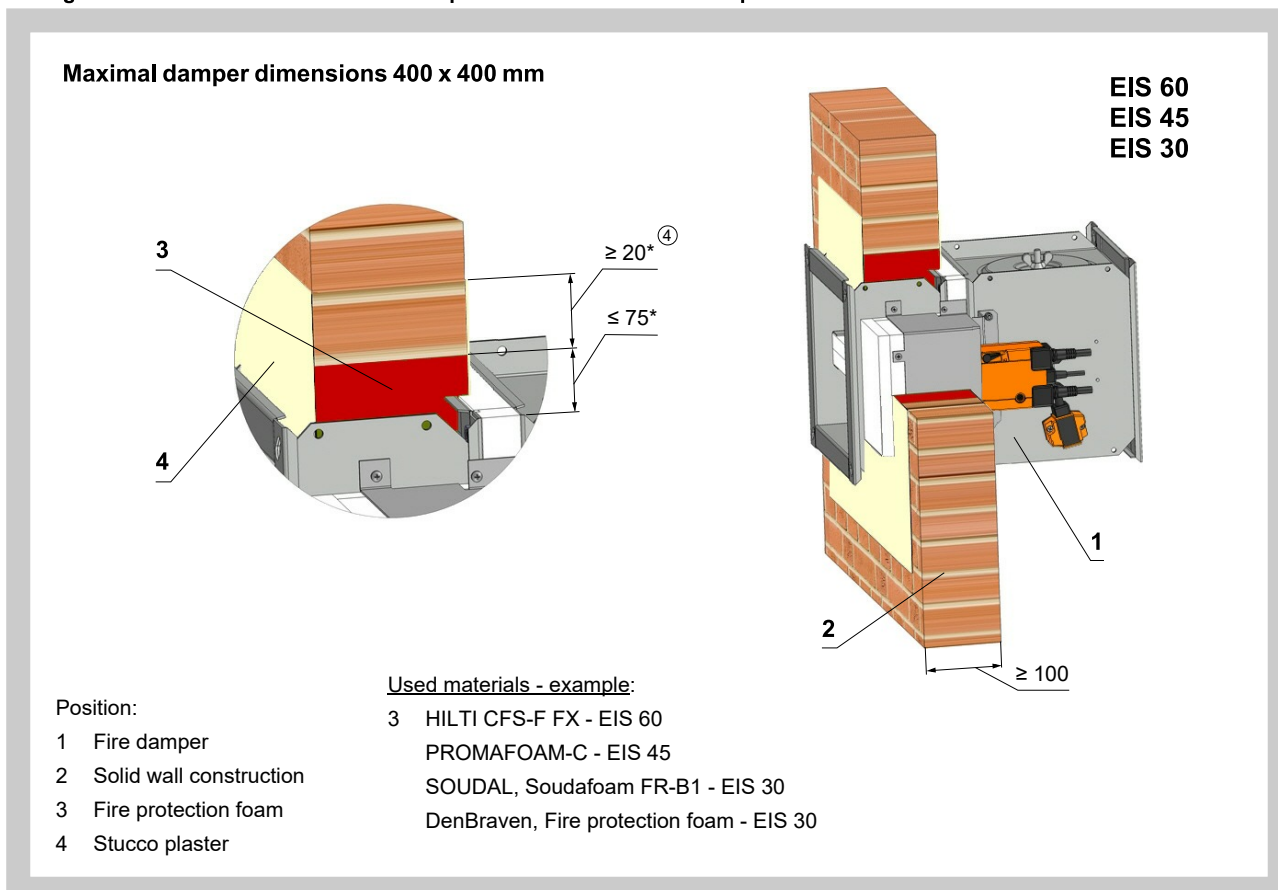 Maximal damper dimensions 400 x 400 mm
EIS 60
EIS 45
EIS 30
3
≥ 20* ④
≤ 75*
4
1
2
≥ 100
Position:
1 Fire damper
2 Solid wall construction
3 Fire protection foam
4 Stucco plaster
Used materials - example:
3 HILTI CFS-F FX - EIS 60
PROMAFOAM-C - EIS 45
SOUDAL, Soudafoam FR-B1 - EIS 30
DenBraven, Fire protection foam - EIS 30